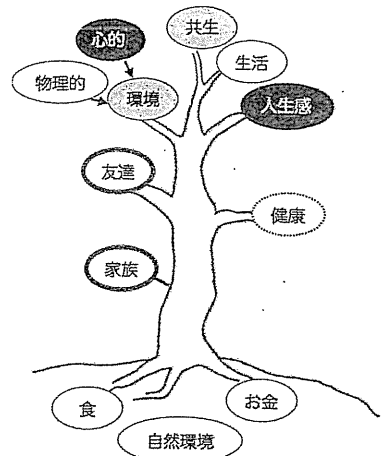 共生
心的
生活
物理的
環境
人生感
友達
健康
家族
食
お金
自然環境